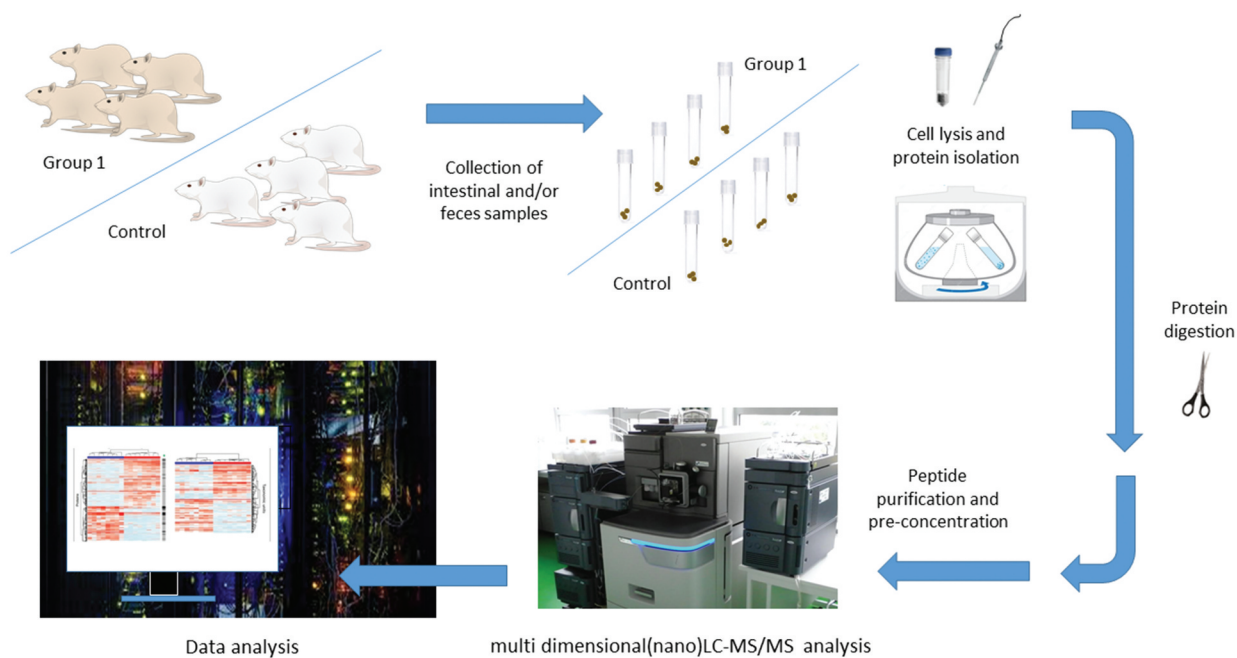 Group 1
Control
Collection of
intestinal and/or
feces samples
Group 1
Control
Cell lysis and
protein isolation
Protein
digestion
Peptide
purification and
pre-concentration
multi dimensional(nano)LC-MS/MS analysis
Data analysis